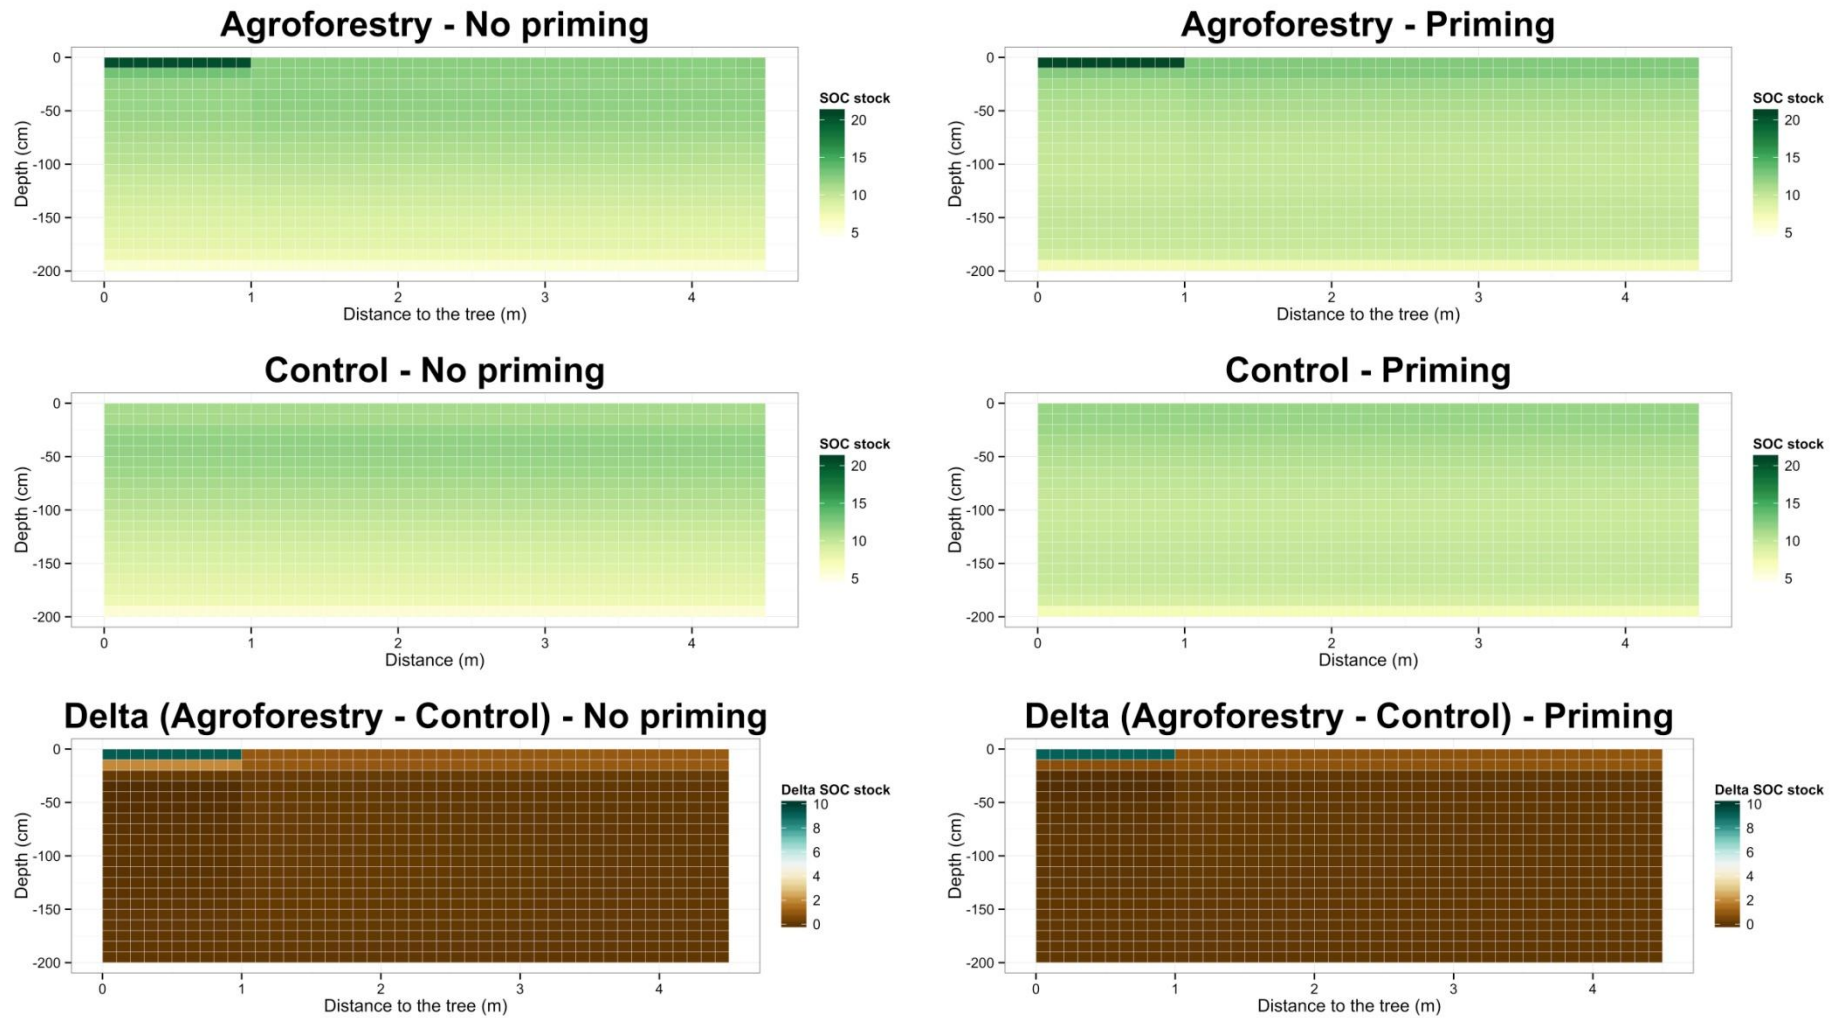 Agroforestry - No priming
0
-50
-100
-150
-200
Depth (cm)
0 1 2 3 4
Distance to the tree (m)
SOC stock
20
15
10
5
Agroforestry - Priming
0
-50
-100
-150
-200
Depth (cm)
0 1 2 3 4
Distance to the tree (m)
SOC stock
20
15
10
5
Control - No priming
0
-50
-100
-150
-200
Depth (cm)
0 1 2 3 4
Distance (m)
SOC stock
20
15
10
5
Control - Priming
0
-50
-100
-150
-200
Depth (cm)
0 1 2 3 4
Distance (m)
SOC stock
20
15
10
5
Delta (Agroforestry - Control) - No priming
0
-50
-100
-150
-200
Depth (cm)
0 1 2 3 4
Distance to the tree (m)
Delta SOC stock
10
8
6
4
2
0
Delta (Agroforestry - Control) - Priming
0
-50
-100
-150
-200
Depth (cm)
0 1 2 3 4
Distance to the tree (m)
Delta SOC stock
10
8
6
4
2
0